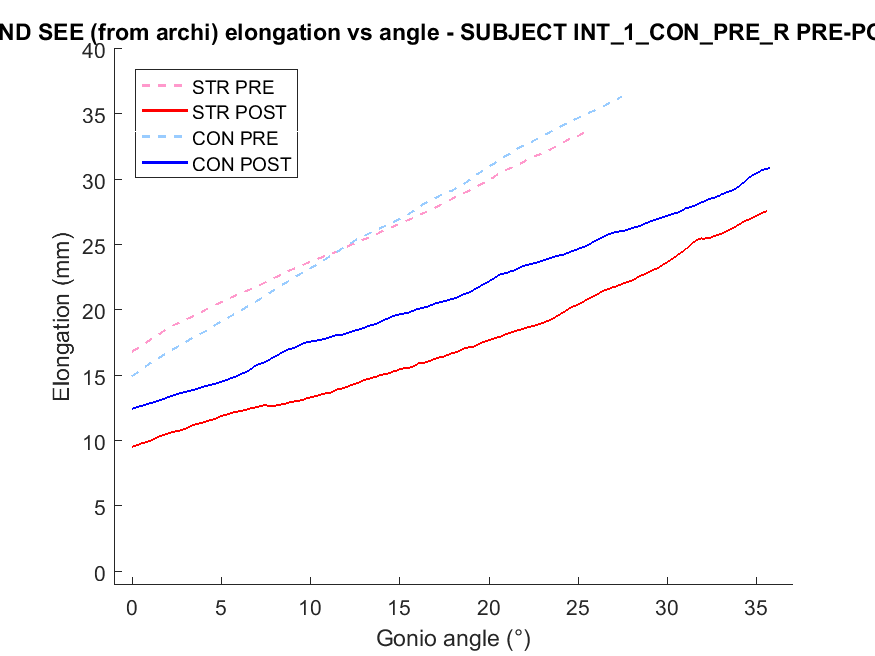 ND SEE (from archi) elongation vs angle - SUBJECT INT_1_CON_PRE_R PRE-PO
40
35
30
25
20
15
10
5
0
Elongation (mm)
STR PRE
STR POST
CON PRE
CON POST
0 5 10 15 20 25 30 35
Gonio angle (°)